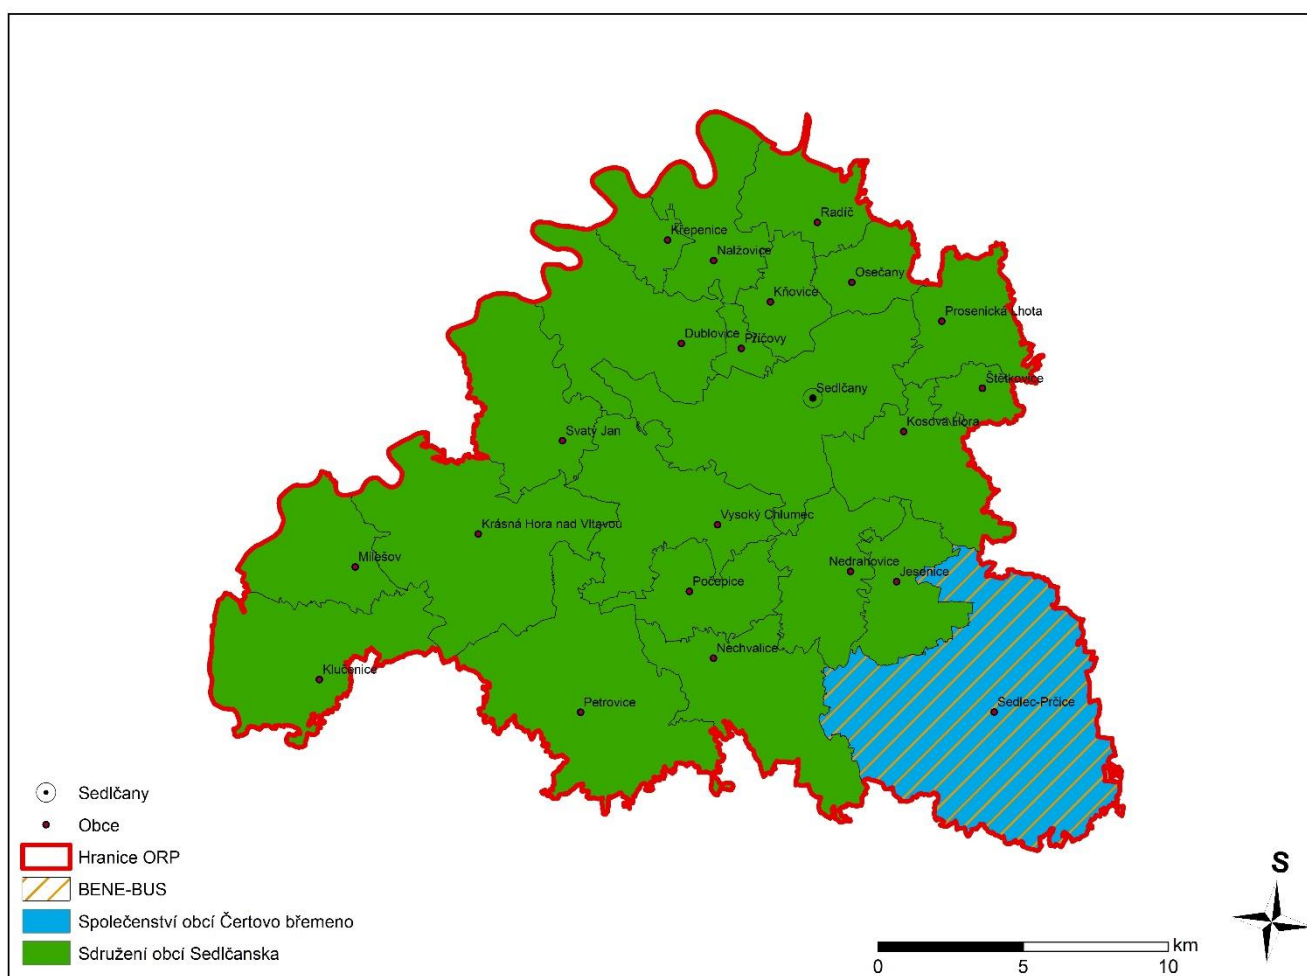 Radíč
Křepenice
Nalžovice
Osečany
Kňovice
Prosenická Lhota
Dublovice
Příčovy
Štětkovice
Sedlčany
Kosova Hora
Svatý Jan
Vysoký Chlumec
Krásná Hora nad Vltavou
Milešov
Nedrahovice
Jesenice
Počepice
Nechvalice
Klučenice
Petrovice
Sedlec-Prčice
Sedlčany
Obce
Hranice ORP
BENE-BUS
Společenství obcí Čertovo břemeno
Sdružení obcí Sedlčanska
S
km
0 5 10